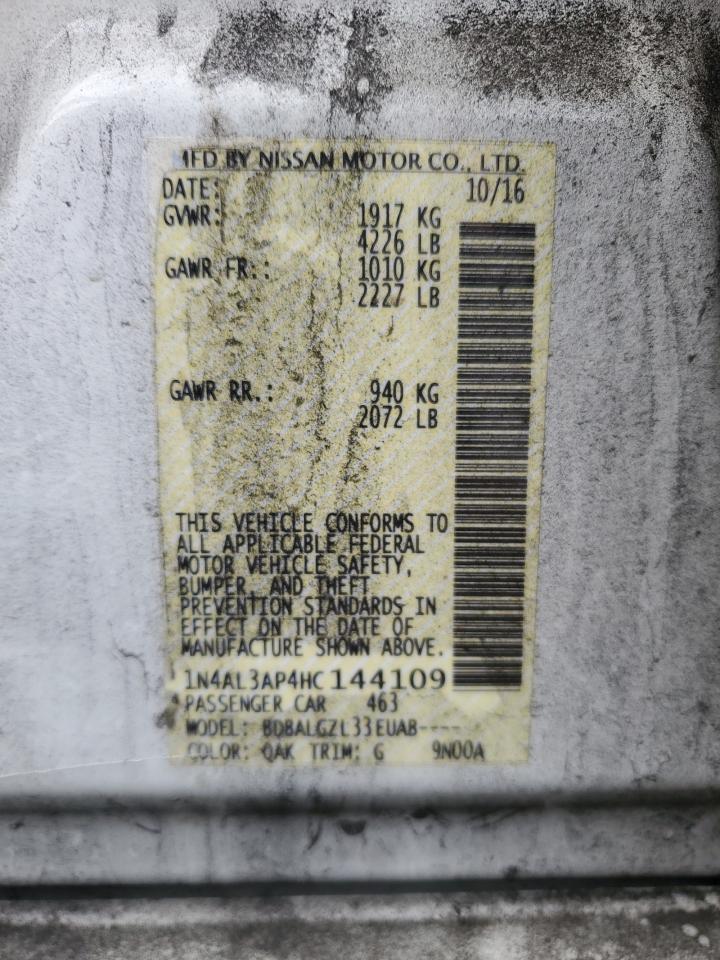 MFD BY NISSAN MOTOR CO., LTD.
DATE: 10/16
GVWR: 1917 KG
4226 LB
GAWR FR.: 1010 KG
2227 LB
GAWR RR.: 940 KG
2072 LB
THIS VEHICLE CONFORMS TO
ALL APPLICABLE FEDERAL
MOTOR VEHICLE SAFETY,
BUMPER, AND THEFT
PREVENTION STANDARDS IN
EFFECT ON THE DATE OF
MANUFACTURE SHOWN ABOVE.
1N4AL3AP4HC144109
PASSENGER CAR 463
MODEL: BDBALGZL33EUAB----
COLOR: QAK TRIM: G 9N00A